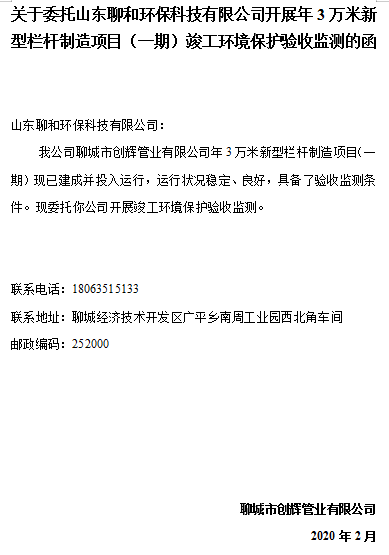 关于委托山东聊和环保科技有限公司开展年 3 万米新
型栏杆制造项目（一期）竣工环境保护验收监测的函
山东聊和环保科技有限公司：
我公司聊城市创辉管业有限公司年 3 万米新型栏杆制造项目（一
期）现已建成并投入运行，运行状况稳定、良好，具备了验收监测条
件。现委托你公司开展竣工环境保护验收监测。
联系电话：18063515133
联系地址：聊城经济技术开发区广平乡南周工业园西北角车间
邮政编码：252000
聊城市创辉管业有限公司
2020 年 2 月